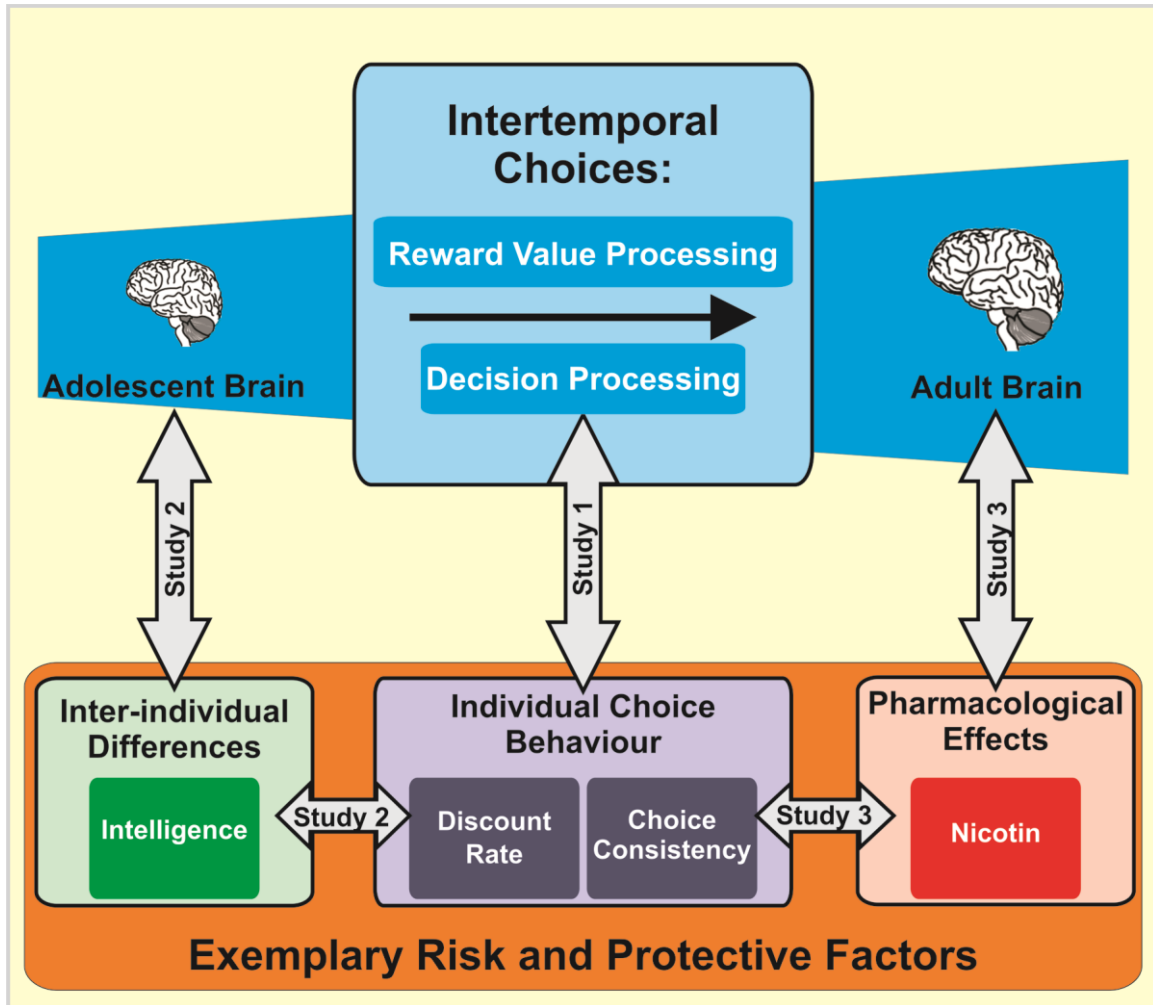 Intertemporal
Choices:
Reward Value Processing
Decision Processing
Adolescent Brain
Adult Brain
Study 2
Study 1
Study 3
Inter-individual
Differences
Intelligence
Study 2
Individual Choice
Behaviour
Discount
Rate
Choice
Consistency
Study 3
Pharmacological
Effects
Nicotin
Exemplary Risk and Protective Factors